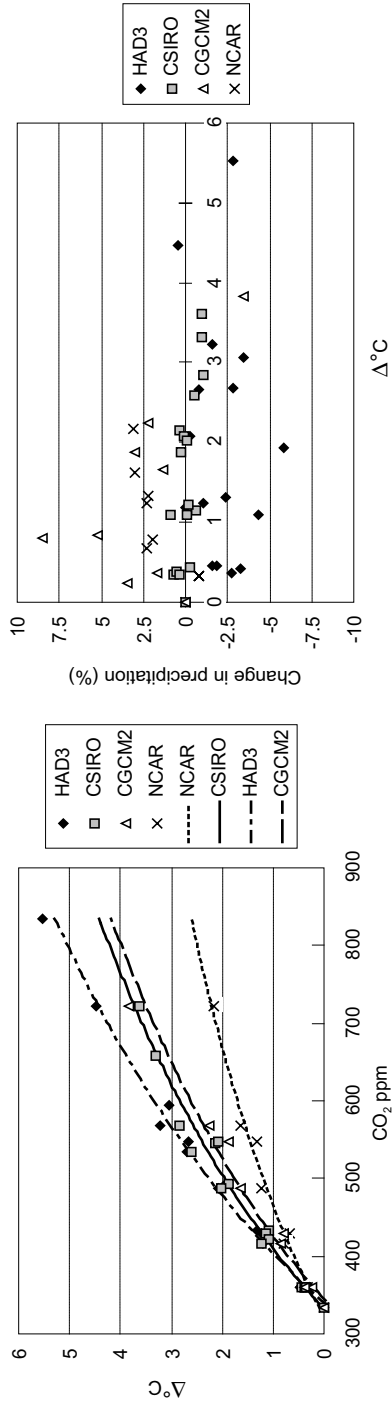 6
5
4
3
2
1
0
Δ°C
300
400
500
600
700
800
900
CO₂ ppm
HAD3
CSIRO
CGCM2
NCAR
NCAR
CSIRO
HAD3
CGCM2
10
7.5
5
2.5
0
-2.5
-5
-7.5
-10
Change in precipitation (%)
0
1
2
3
4
5
6
Δ°C
HAD3
CSIRO
CGCM2
NCAR